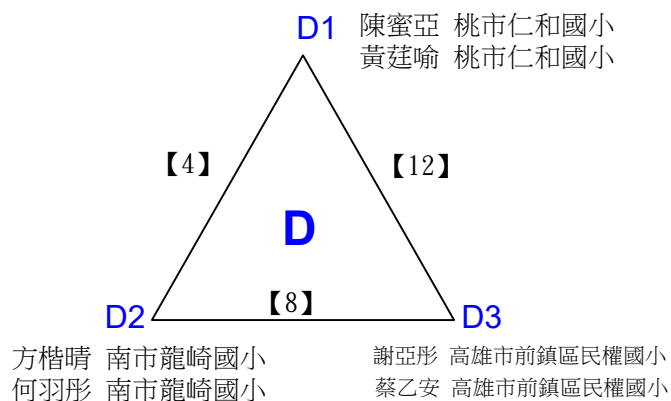 D1
陳蜜亞 桃市仁和國小
黃莛喻 桃市仁和國小
【4】
【12】
D
【8】
D2
D3
方楷晴 南市龍崎國小
何羽彤 南市龍崎國小
謝亞彤 高雄市前鎮區民權國小
蔡乙安 高雄市前鎮區民權國小